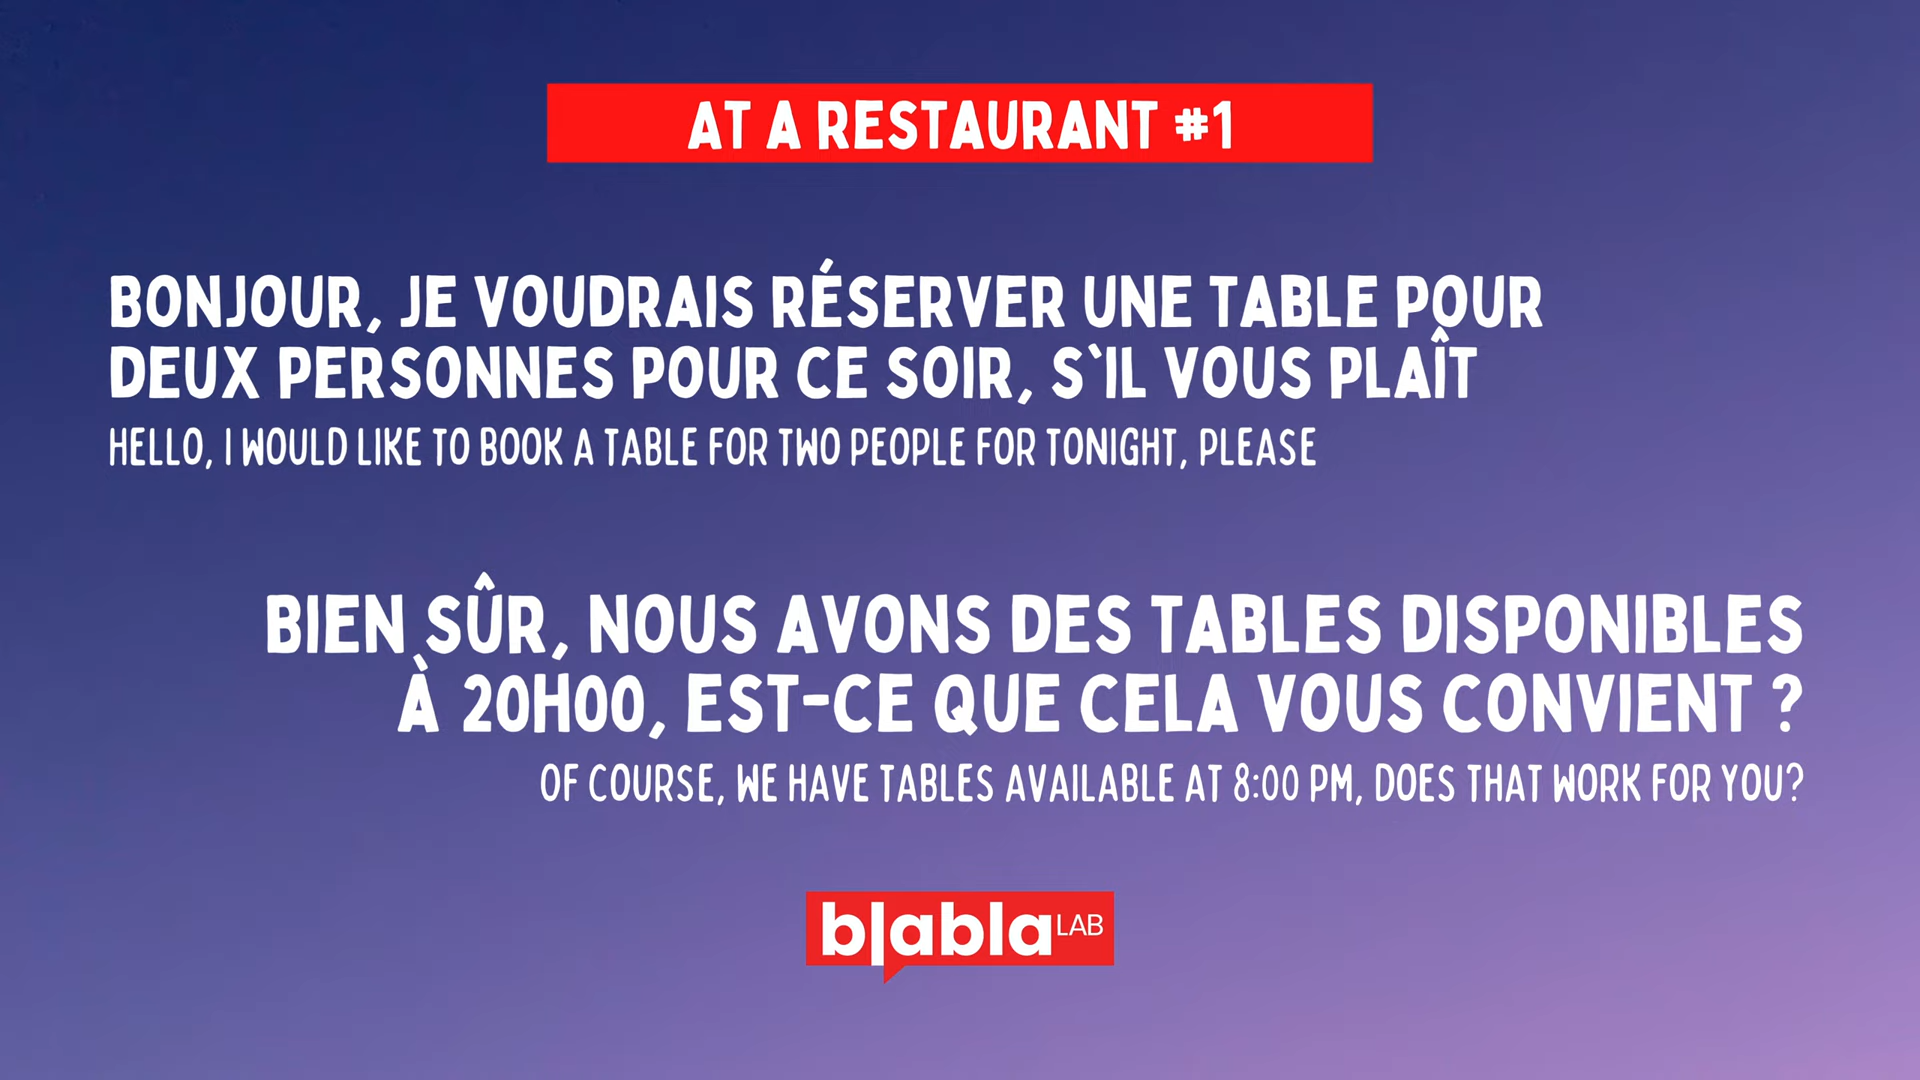 AT A RESTAURANT #1
BONJOUR, JE VOUDRAIS RÉSERVER UNE TABLE POUR
DEUX PERSONNES POUR CE SOIR, S`IL VOUS PLAÎT
HELLO, I WOULD LIKE TO BOOK A TABLE FOR TWO PEOPLE FOR TONIGHT, PLEASE
BIEN SÛR, NOUS AVONS DES TABLES DISPONIBLES
À 20H00, EST-CE QUE CELA VOUS CONVIENT ?
OF COURSE, WE HAVE TABLES AVAILABLE AT 8:00 PM, DOES THAT WORK FOR YOU?
blabla LAB